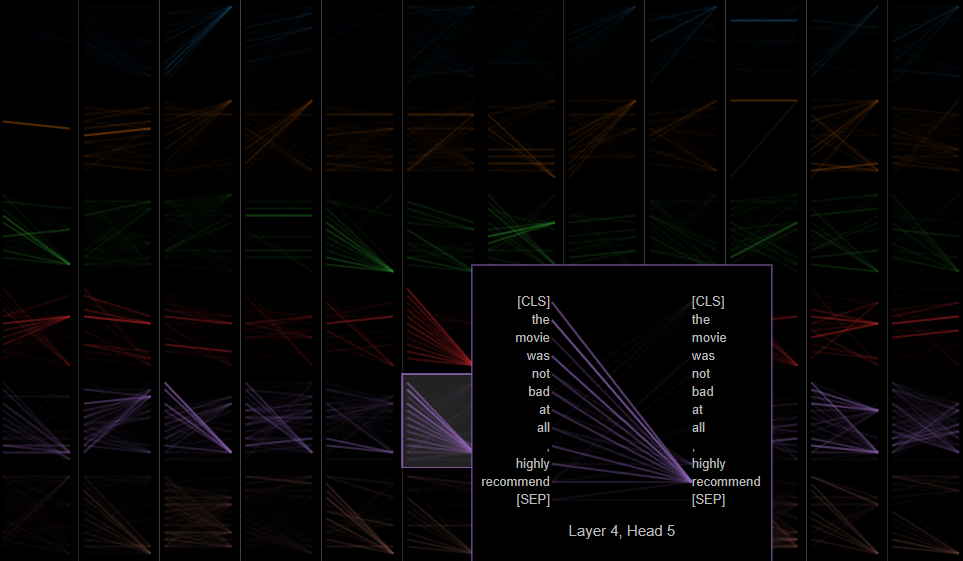 [CLS] [CLS]
the the
movie movie
was was
not not
bad bad
at at
all all
, ,
highly highly
recommend recommend
[SEP] [SEP]
Layer 4, Head 5